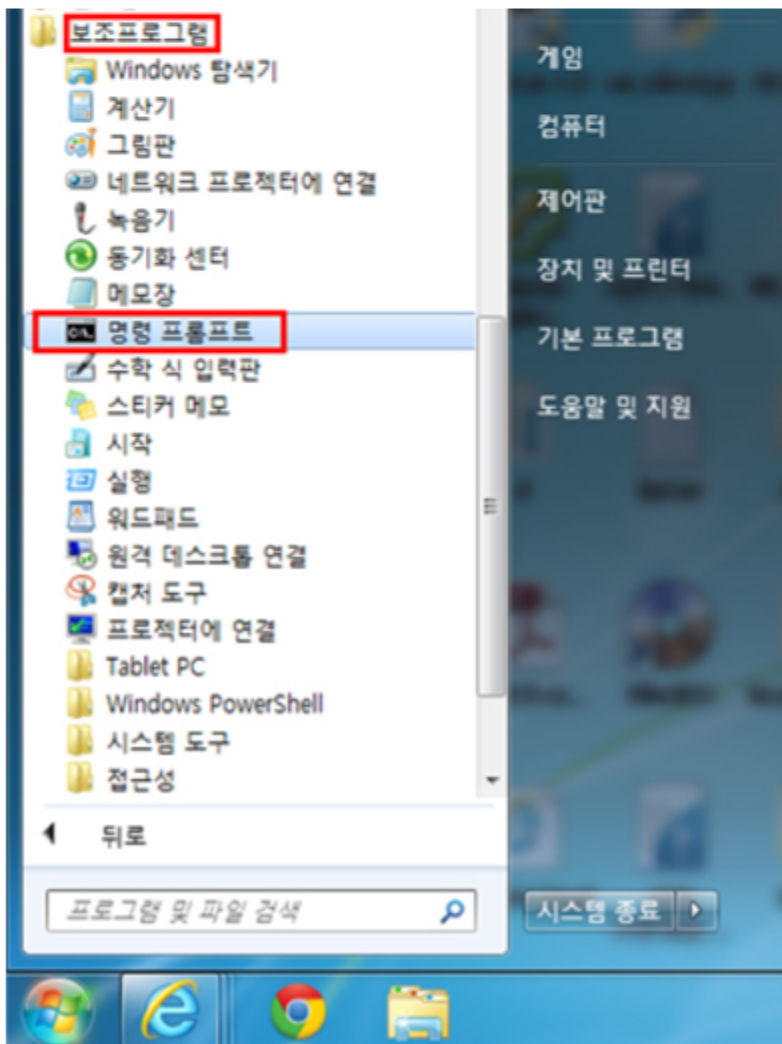 보조프로그램
Windows 탐색기
계산기
그림판
네트워크 프로젝터에 연결
녹음기
동기화 센터
메모장
명령 프롬프트
수학 식 입력판
스티커 메모
시작
실행
워드패드
원격 데스크톱 연결
캡처 도구
프로젝터에 연결
Tablet PC
Windows PowerShell
시스템 도구
접근성
뒤로
프로그램 및 파일 검색
게임
컴퓨터
제어판
장치 및 프린터
기본 프로그램
도움말 및 지원
시스템 종료